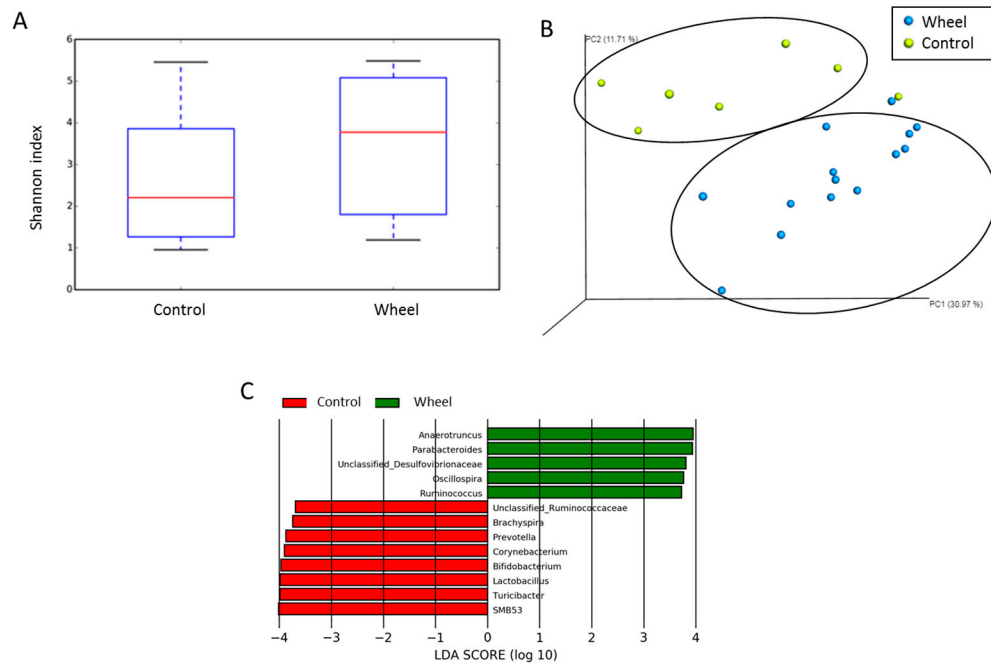 A
6
5
4
3
2
1
0
Shannon index
Control
Wheel
B
Wheel
Control
PC2 (11.71 %)
PC1 (30.97 %)
C
Control
Wheel
Anaerotruncus
Parabacteroides
Unclassified_Desulfovibrionaceae
Oscillospira
Ruminococcus
Unclassified_Ruminococcaceae
Brachyspira
Prevotella
Corynebacterium
Bifidobacterium
Lactobacillus
Turicibacter
SMB53
−4 −3 −2 −1 0 1 2 3 4
LDA SCORE (log 10)